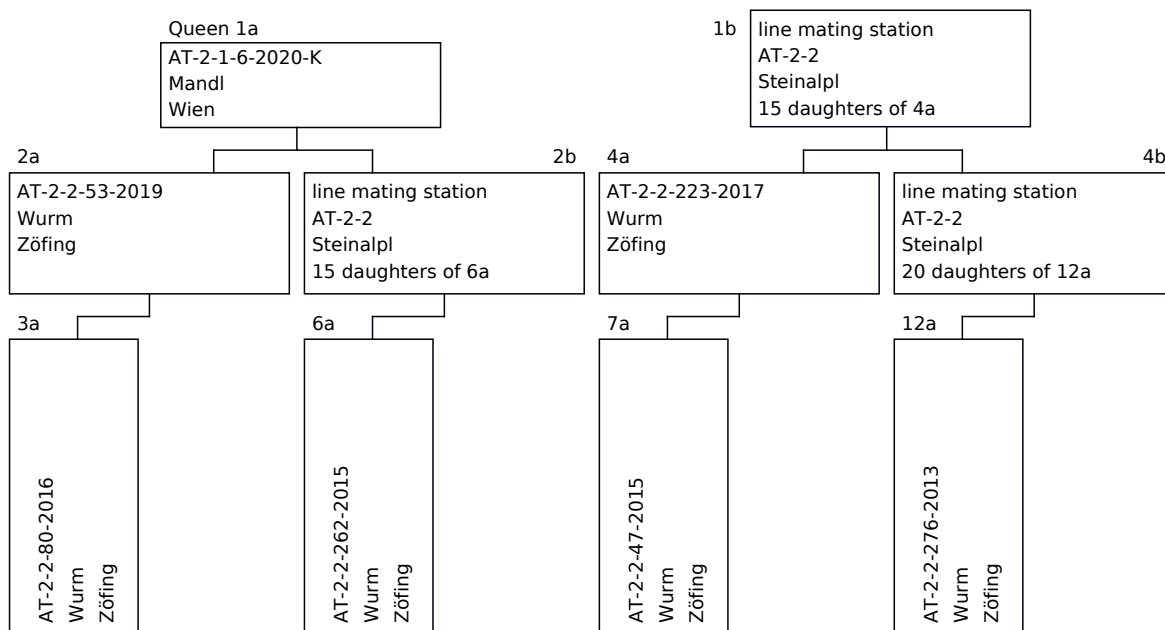 Queen 1a
AT-2-1-6-2020-K
Mandl
Wien
1b
line mating station
AT-2-2
Steinalpl
15 daughters of 4a
2a
AT-2-2-53-2019
Wurm
Zöfing
2b
line mating station
AT-2-2
Steinalpl
15 daughters of 6a
4a
AT-2-2-223-2017
Wurm
Zöfing
4b
line mating station
AT-2-2
Steinalpl
20 daughters of 12a
3a
AT-2-2-80-2016
Wurm
Zöfing
6a
AT-2-2-262-2015
Wurm
Zöfing
7a
AT-2-2-47-2015
Wurm
Zöfing
12a
AT-2-2-276-2013
Wurm
Zöfing